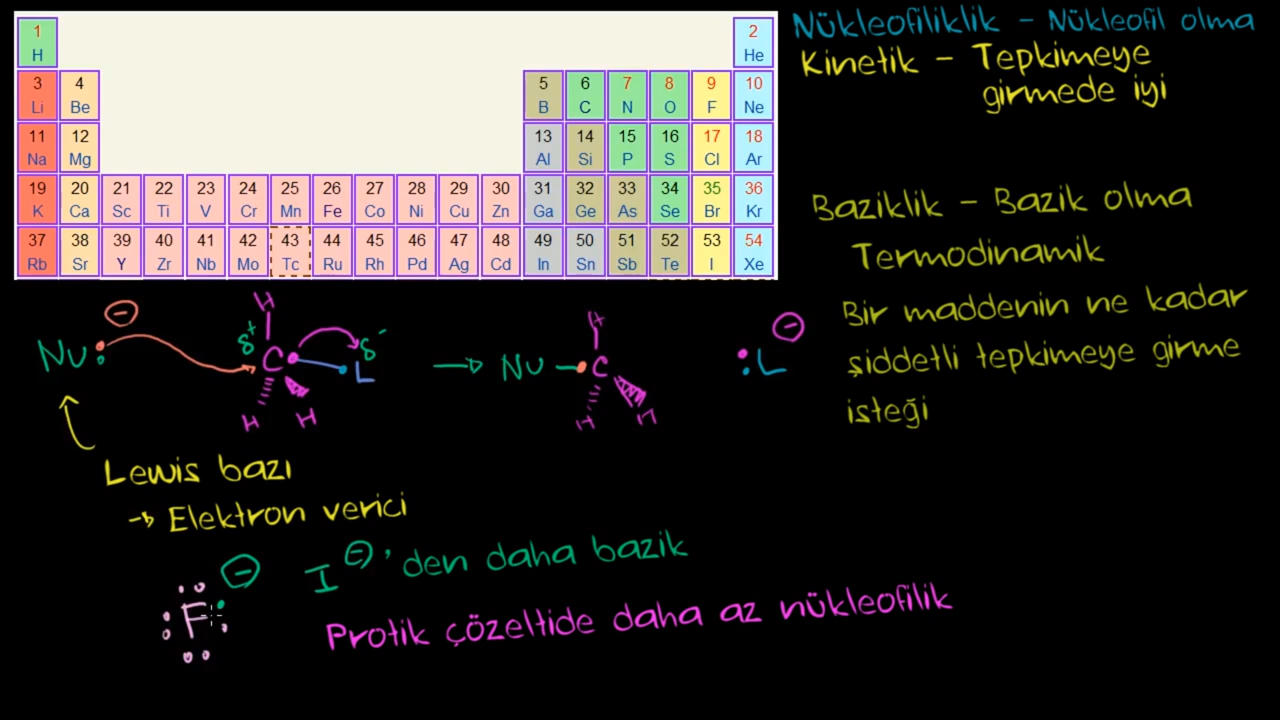 1 2
H He
3 4 5 6 7 8 9 10
Li Be B C N O F Ne
11 12 13 14 15 16 17 18
Na Mg Al Si P S Cl Ar
19 20 21 22 23 24 25 26 27 28 29 30 31 32 33 34 35 36
K Ca Sc Ti V Cr Mn Fe Co Ni Cu Zn Ga Ge As Se Br Kr
37 38 39 40 41 42 43 44 45 46 47 48 49 50 51 52 53 54
Rb Sr Y Zr Nb Mo Tc Ru Rh Pd Ag Cd In Sn Sb Te I Xe
Nükleofiliklik - Nükleofil olma
Kinetik - Tepkimeye
girmede iyi
Baziklik - Bazik olma
Termodinamik
Bir maddenin ne kadar
şiddetli tepkimeye girme
isteği
H H
Nu: ⊖ δ+ C δ- L → Nu - C :L ⊖
H H H H
Lewis bazı
→ Elektron verici
F ⊖ I⊖'den daha bazik
Protik çözeltide daha az nükleofilik